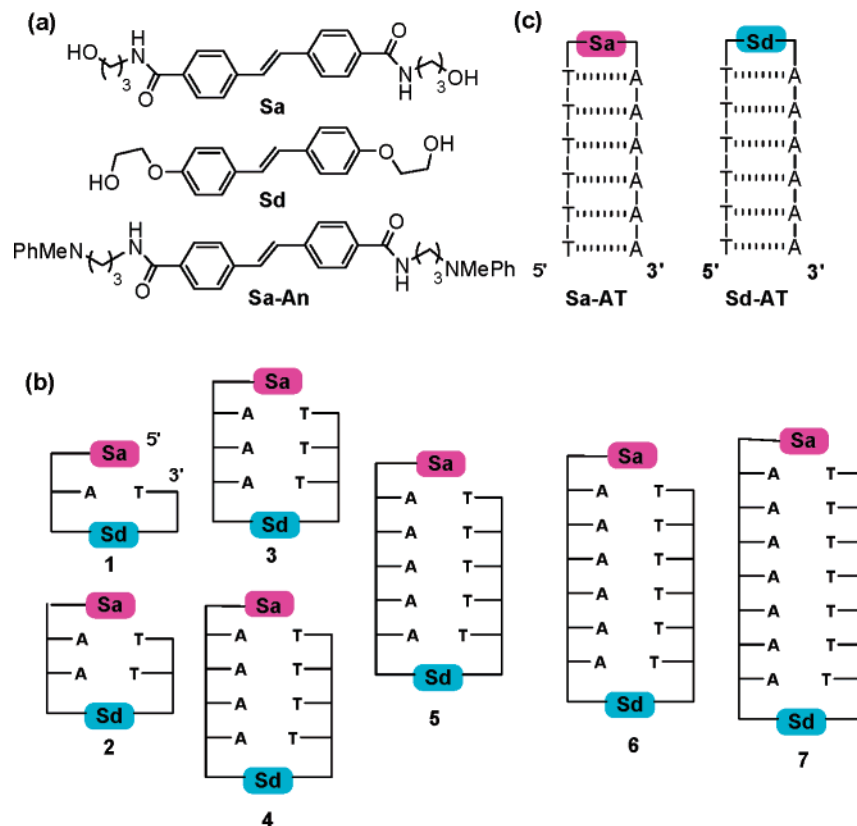 (a)
HO
H
N
( )3
O
O
N
H
( )3
OH
Sa
HO
O
O
OH
Sd
PhMeN
( )3
H
N
O
O
N
H
( )3
NMePh
Sa-An
(c)
Sa
T A
T A
T A
T A
T A
T A
5' 3'
Sa-AT
Sd
T A
T A
T A
T A
T A
T A
5' 3'
Sd-AT
(b)
Sa 5'
3'
A T
Sd
1
Sa
A T
A T
Sd
2
Sa
A T
A T
A T
Sd
3
Sa
A T
A T
A T
A T
Sd
4
Sa
A T
A T
A T
A T
A T
Sd
5
Sa
A T
A T
A T
A T
A T
A T
Sd
6
Sa
A T
A T
A T
A T
A T
A T
A T
Sd
7